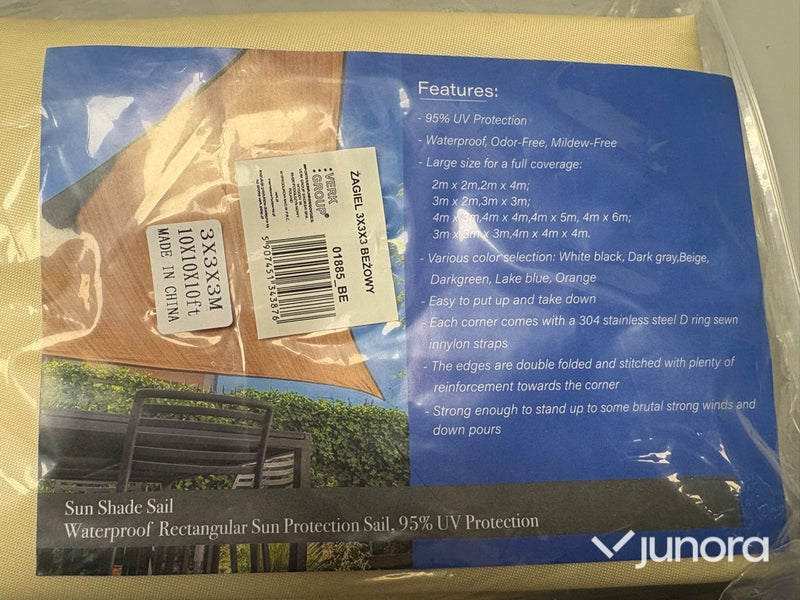 Features:
- 95% UV Protection
- Waterproof, Odor-Free, Mildew-Free
- Large size for a full coverage:
2m x 2m,2m x 4m;
3m x 2m,3m x 3m;
4m x 3m,4m x 4m,4m x 5m, 4m x 6m;
3m x 3m x 3m,4m x 4m x 4m.
- Various color selection: White black, Dark gray,Beige,
Darkgreen, Lake blue, Orange
- Easy to put up and take down
- Each corner comes with a 304 stainless steel D ring sewn
innylon straps
- The edges are double folded and stitched with plenty of
reinforcement towards the corner
- Strong enough to stand up to some brutal strong winds and
down pours
ŻAGIEL 3X3X3 BEŻOWY
01885_BE
5907451343876
:VERK
:GROUP®
3X3X3M
10X10X10ft
MADE IN CHINA
Sun Shade Sail
Waterproof Rectangular Sun Protection Sail, 95% UV Protection
junora